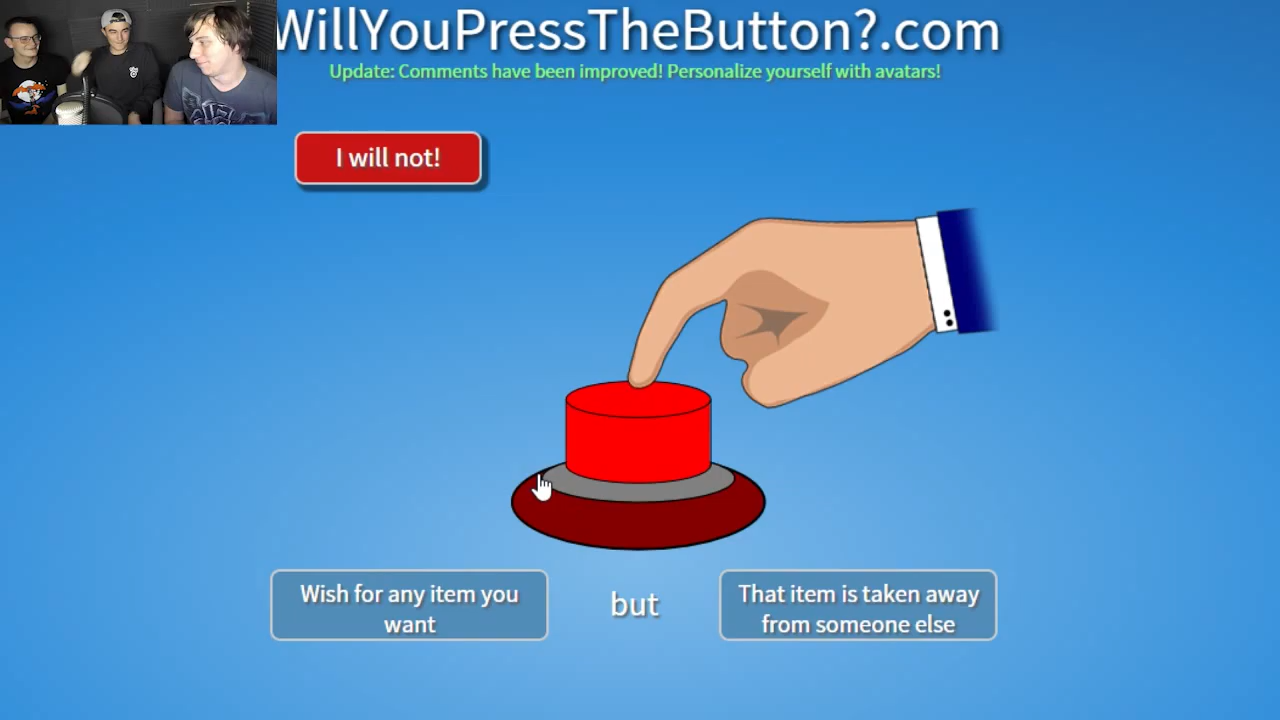 WillYouPressTheButton?.com
Update: Comments have been improved! Personalize yourself with avatars!
I will not!
Wish for any item you
want
but
That item is taken away
from someone else